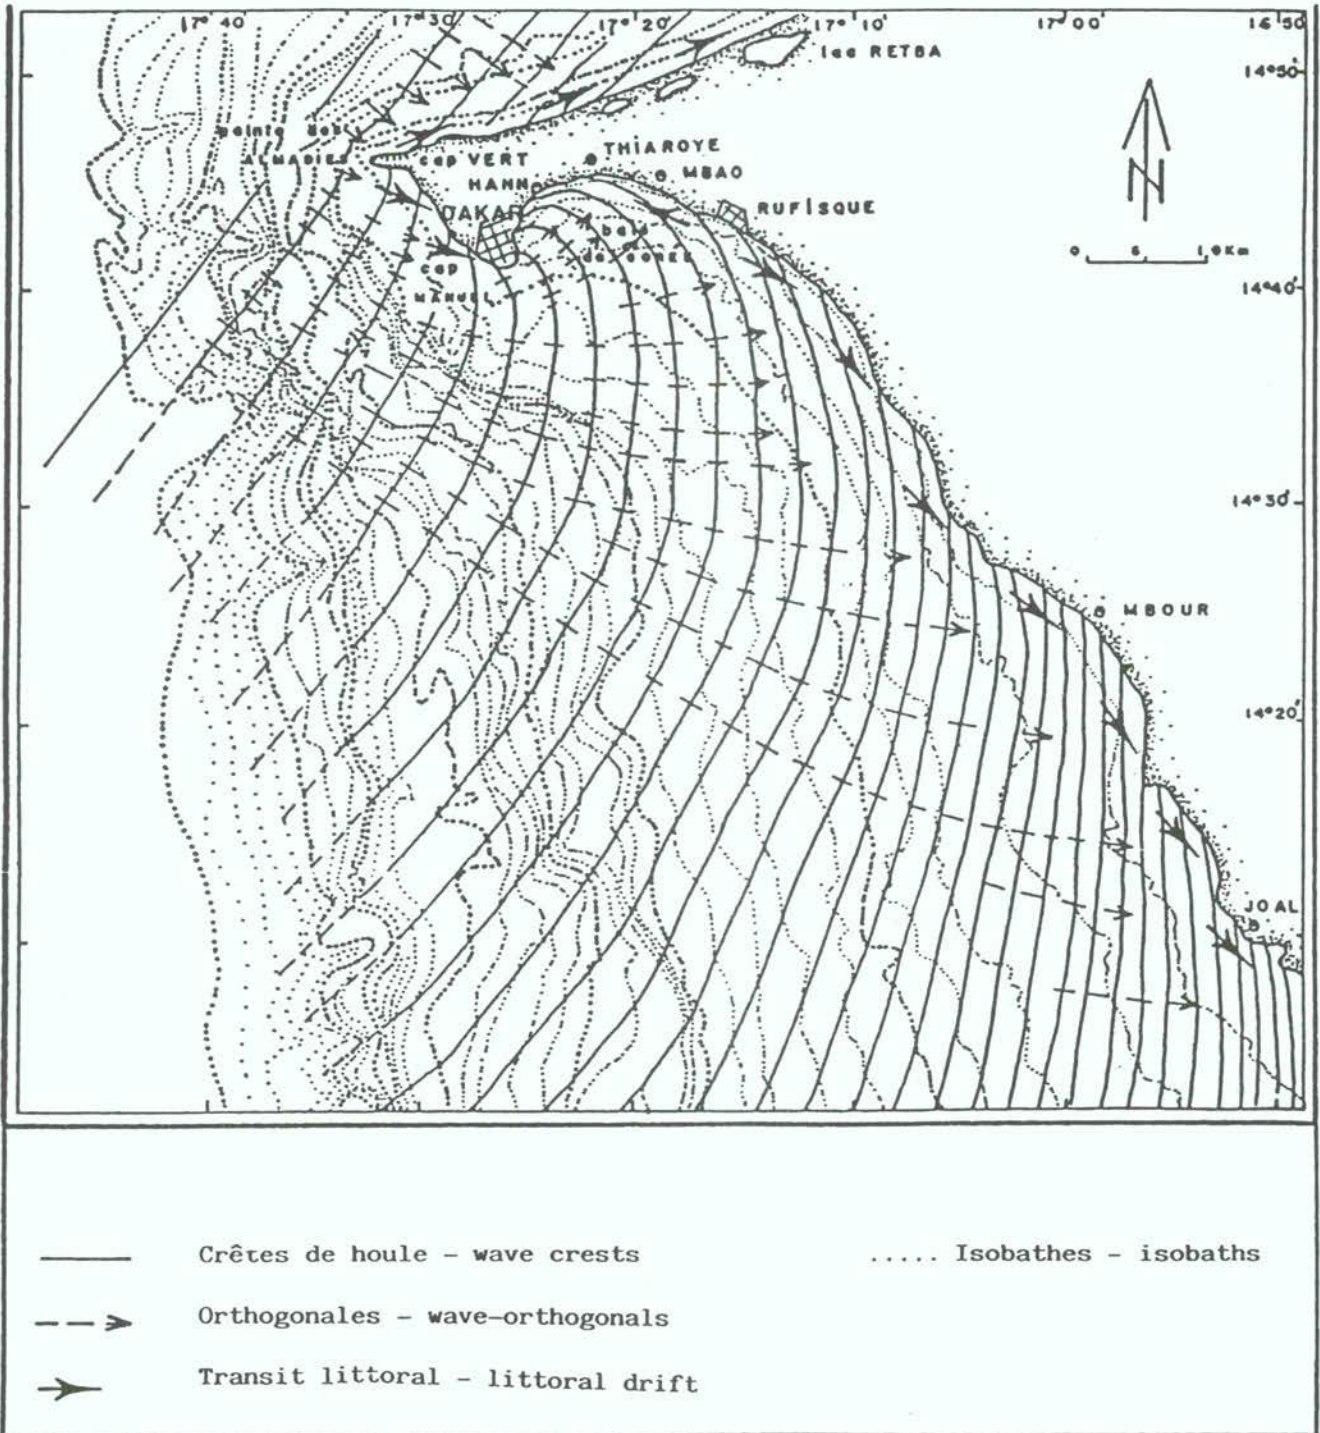 17°40' 17°30' 17°20' 17°10' 17°00' 16°50'
lac RETBA
14°50'
pointe des
ALMADIES
cap VERT
THIAROYE
HANN
MBAO
DAKAR
RUFISQUE
baie
de GOREE
cap
MANUEL
N
0 5 10Km
14°40'
14°30'
MBOUR
14°20'
JOAL
Crêtes de houle - wave crests
..... Isobathes - isobaths
Orthogonales - wave-orthogonals
Transit littoral - littoral drift